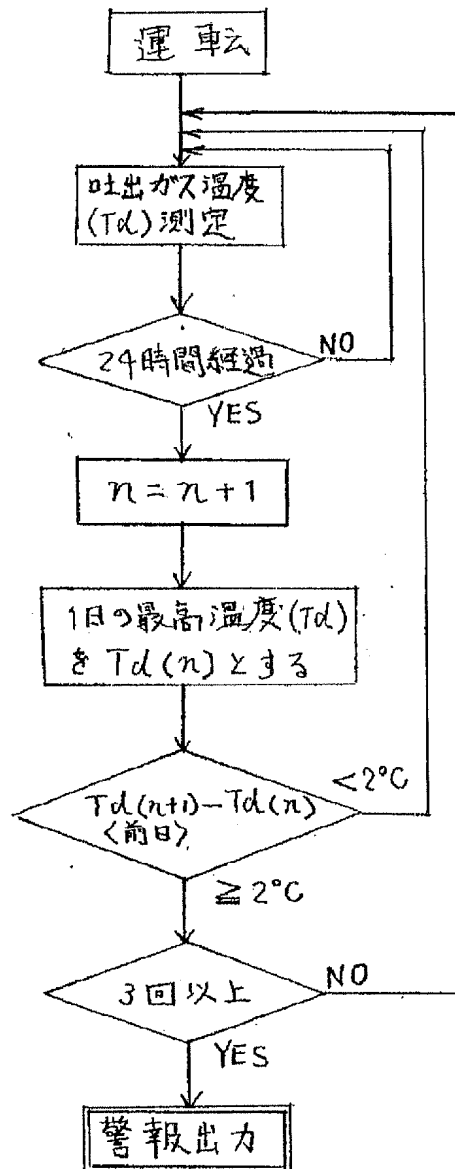 運転
吐出ガス温度
(Td) 測定
24時間経過
NO
YES
n = n + 1
1日の最高温度(Td)
を Td(n)とする
<2°C
Td(n+1)-Td(n)
<前日>
≧ 2°C
3回以上
NO
YES
警報出力